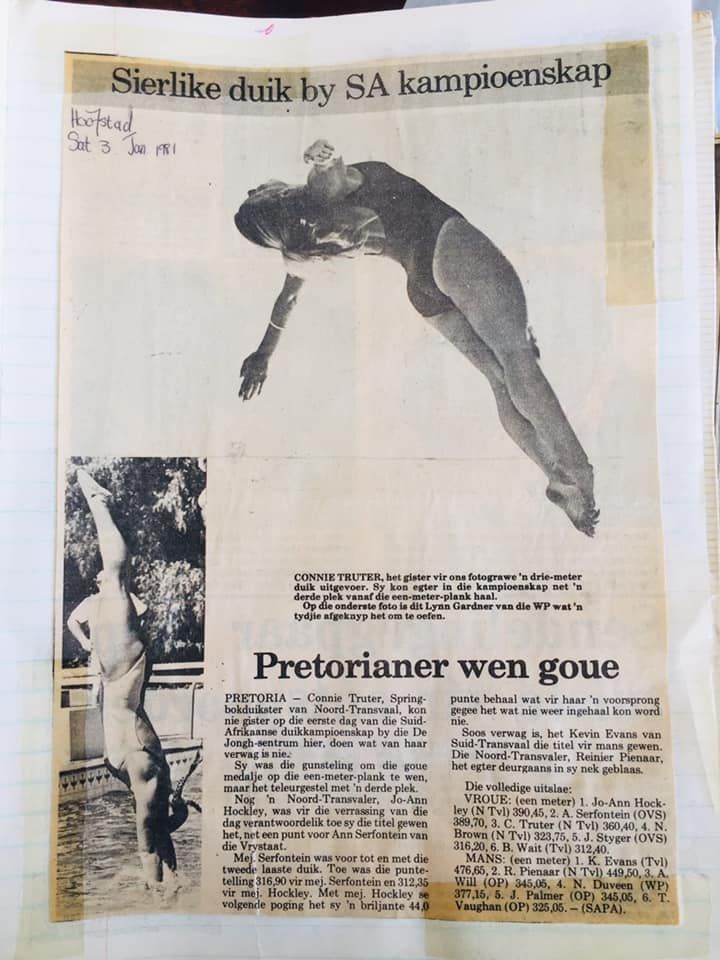 Sierlike duik by SA kampioenskap
Hoofstad
Sat 3 Jan 1981
CONNIE TRUTER, het gister vir ons fotograwe 'n drie-meter
duik uitgevoer. Sy kon egter in die kampioenskap net 'n
derde plek vanaf die een-meter-plank haal.
Op die onderste foto is dit Lynn Gardner van die WP wat 'n
tydjie afgeknyp het om te oefen.
Pretorianer wen goue
PRETORIA — Connie Truter, Spring-
bokduikster van Noord-Transvaal, kon
nie gister op die eerste dag van die Suid-
Afrikaanse duikkampioenskap by die De
Jongh-sentrum hier, doen wat van haar
verwag is nie.
Sy was die gunsteling om die goue
medalje op die een-meter-plank te wen,
maar het teleurgestel met 'n derde plek.
Nog 'n Noord-Transvaler, Jo-Ann
Hockley, was vir die verrassing van die
dag verantwoordelik toe sy die titel gewen
het, net een punt voor Ann Serfontein van
die Vrystaat.
Mej. Serfontein was voor tot en met die
tweede laaste duik. Toe was die punte-
telling 316,90 vir mej. Serfontein en 312,35
vir mej. Hockley. Met mej. Hockley se
volgende poging het sy 'n briljante 44,0
punte behaal wat vir haar 'n voorsprong
gegee het wat nie weer ingehaal kon word
nie.
Soos verwag is, het Kevin Evans van
Suid-Transvaal die titel vir mans gewen.
Die Noord-Transvaler, Reinier Pienaar,
het egter deurgaans in sy nek geblaas.
Die volledige uitslae:
VROUE: (een meter) 1. Jo-Ann Hock-
ley (N Tvl) 390,45, 2. A. Serfontein (OVS)
389,70, 3. C. Truter (N Tvl) 360,40, 4. N.
Brown (N Tvl) 323,75, 5. J. Styger (OVS)
316,20, 6. B. Wait (Tvl) 312,40.
MANS: (een meter) 1. K. Evans (Tvl)
476,65, 2. R. Pienaar (N Tvl) 449,50, 3. A.
Will (OP) 345,05, 4. N. Duveen (WP)
377,15, 5. J. Palmer (OP) 345,05, 6. T.
Vaughan (OP) 325,05. — (SAPA).